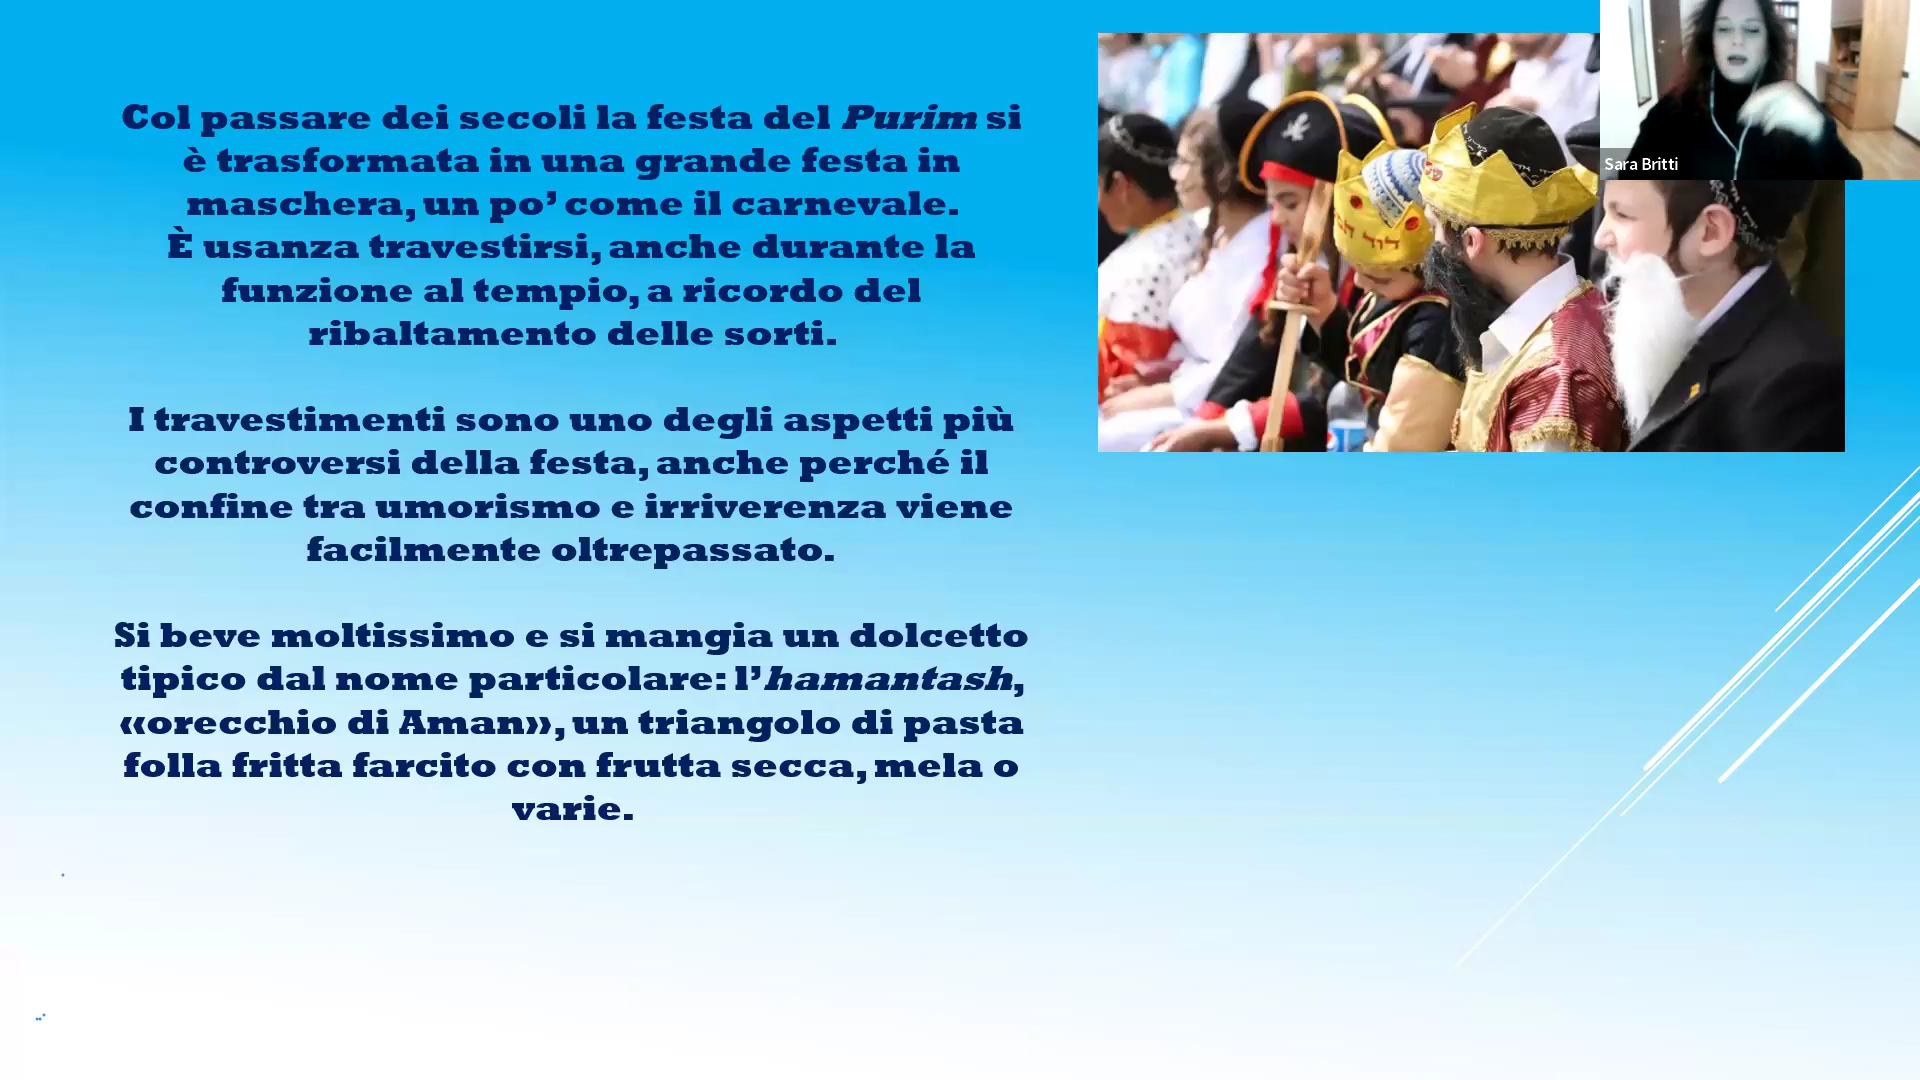 Col passare dei secoli la festa del Purim si
è trasformata in una grande festa in
maschera, un po’ come il carnevale.
È usanza travestirsi, anche durante la
funzione al tempio, a ricordo del
ribaltamento delle sorti.
I travestimenti sono uno degli aspetti più
controversi della festa, anche perché il
confine tra umorismo e irriverenza viene
facilmente oltrepassato.
Si beve moltissimo e si mangia un dolcetto
tipico dal nome particolare: l’hamantash,
«orecchio di Aman», un triangolo di pasta
folla fritta farcito con frutta secca, mela o
varie.
Sara Britti